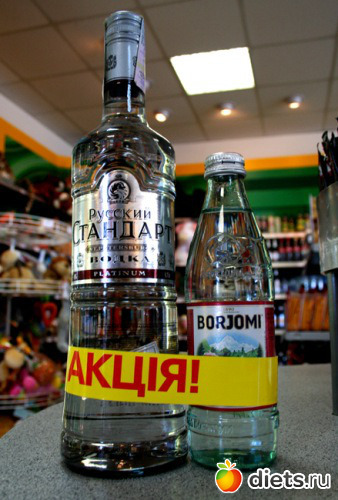 Русский
СТАНДАРТ
ВОДКА
PLATINUM
BORJOMI
АКЦІЯ!
diets.ru